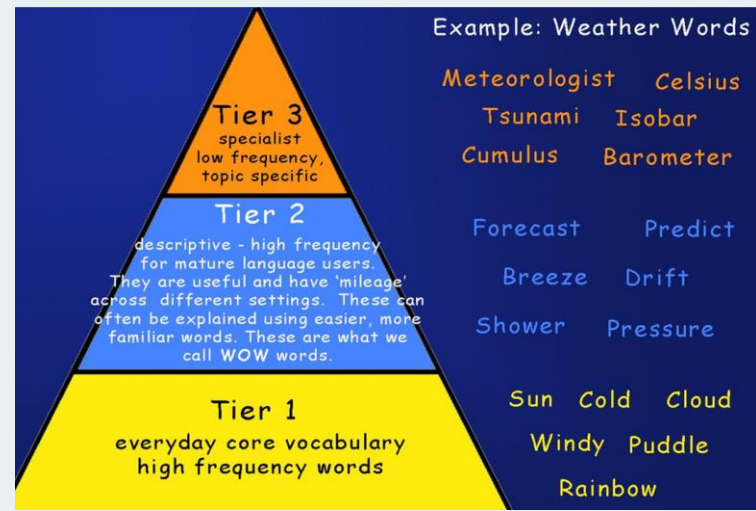 Example: Weather Words
Meteorologist Celsius
Tsunami Isobar
Cumulus Barometer
Tier 3
specialist
low frequency,
topic specific
Tier 2
descriptive - high frequency
for mature language users.
They are useful and have 'mileage'
across different settings. These can
often be explained using easier, more
familiar words. These are what we
call WOW words.
Forecast Predict
Breeze Drift
Shower Pressure
Tier 1
everyday core vocabulary
high frequency words
Sun Cold Cloud
Windy Puddle
Rainbow